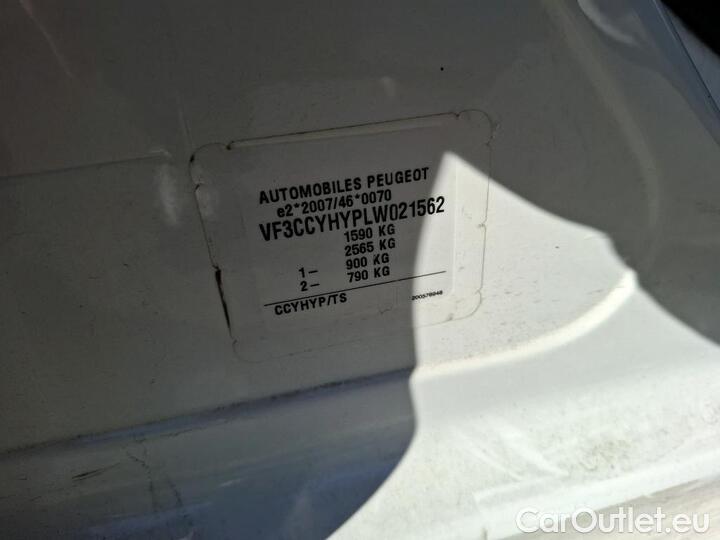 AUTOMOBILES PEUGEOT
e2*2007/46*0070
VF3CCYHYPLW021562
1590 KG
2565 KG
1- 900 KG
2- 790 KG
CCYHYP/TS 200578948
CarOutlet.eu